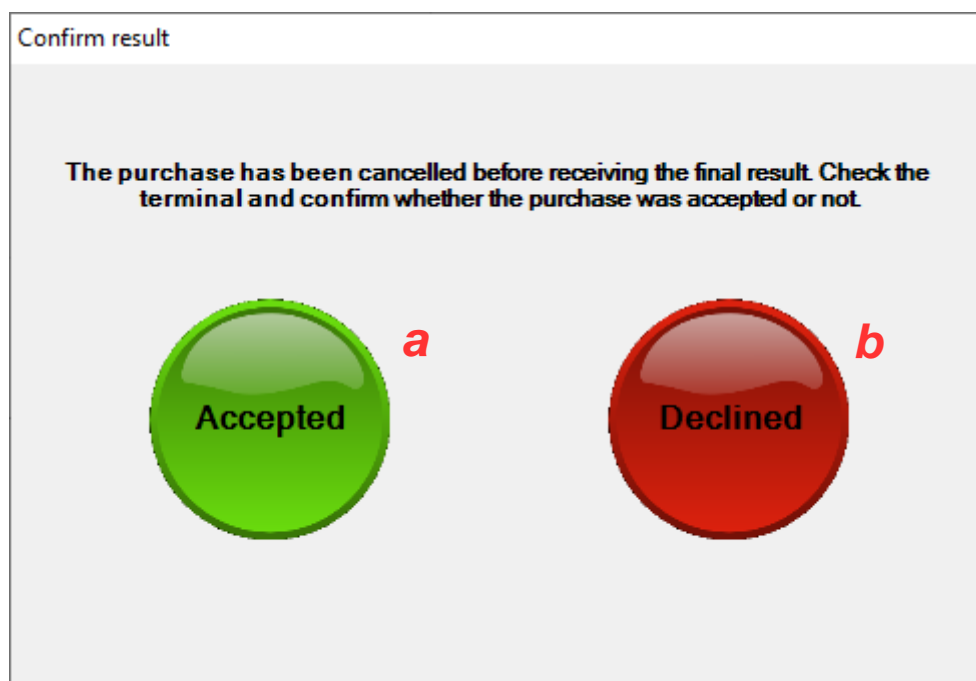 Confirm result
The purchase has been cancelled before receiving the final result. Check the
terminal and confirm whether the purchase was accepted or not.
a
b
Accepted
Declined